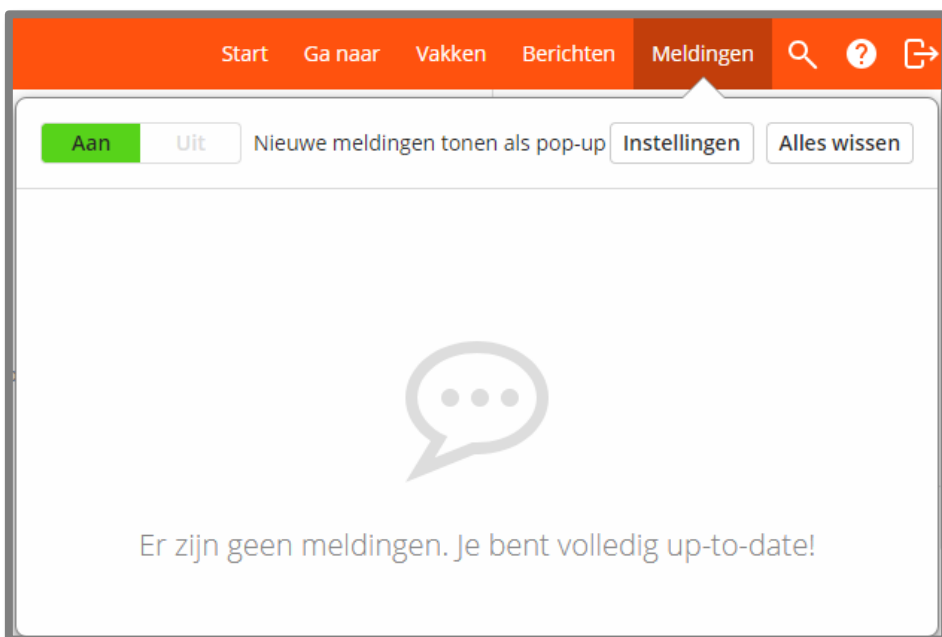 Start Ga naar Vakken Berichten Meldingen
Aan Uit Nieuwe meldingen tonen als pop-up Instellingen Alles wissen
Er zijn geen meldingen. Je bent volledig up-to-date!